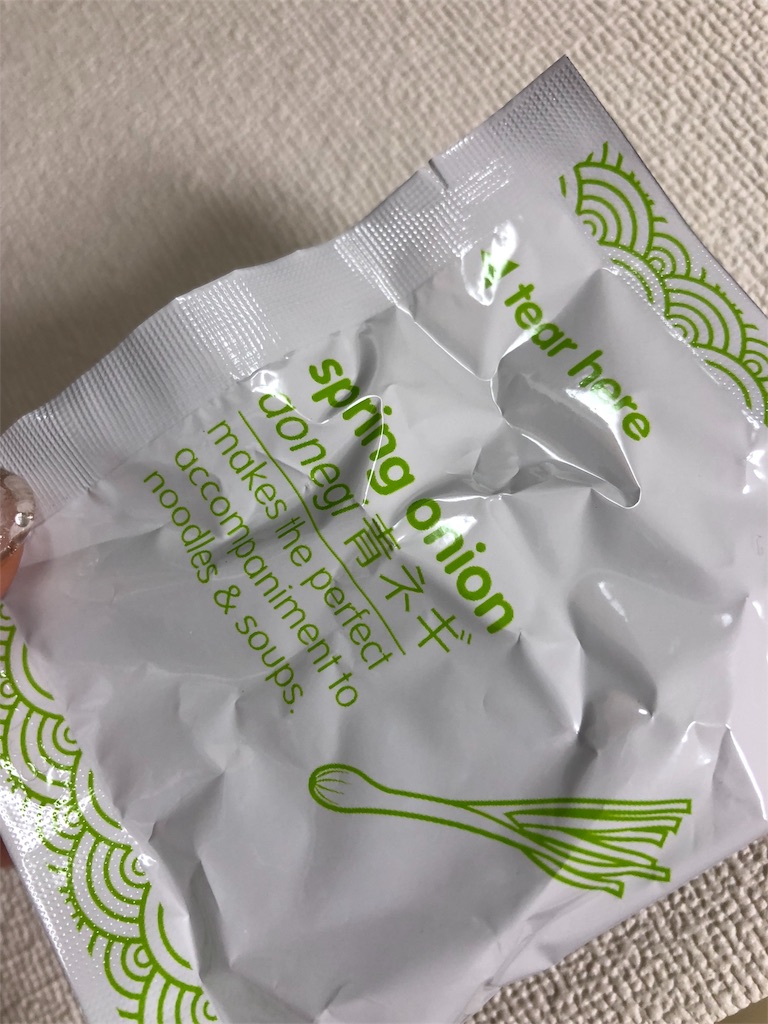 tear here
spring onion
aonegi 青ネギ
makes the perfect
accompaniment to
noodles & soups.